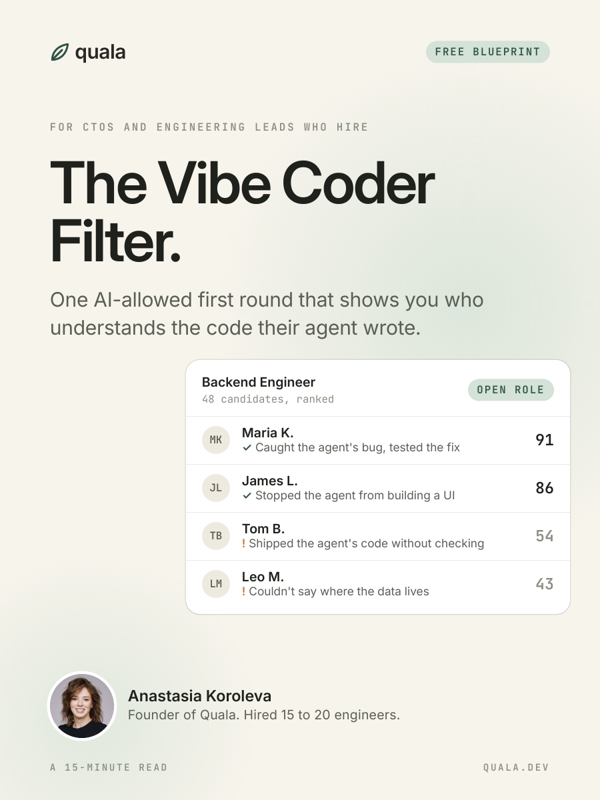 quala
FREE BLUEPRINT
FOR CTOS AND ENGINEERING LEADS WHO HIRE
The Vibe Coder
Filter.
One AI-allowed first round that shows you who
understands the code their agent wrote.
Backend Engineer
48 candidates, ranked
OPEN ROLE
MK
Maria K.
✓ Caught the agent's bug, tested the fix
91
JL
James L.
✓ Stopped the agent from building a UI
86
TB
Tom B.
! Shipped the agent's code without checking
54
LM
Leo M.
! Couldn't say where the data lives
43
Anastasia Koroleva
Founder of Quala. Hired 15 to 20 engineers.
A 15-MINUTE READ
QUALA.DEV